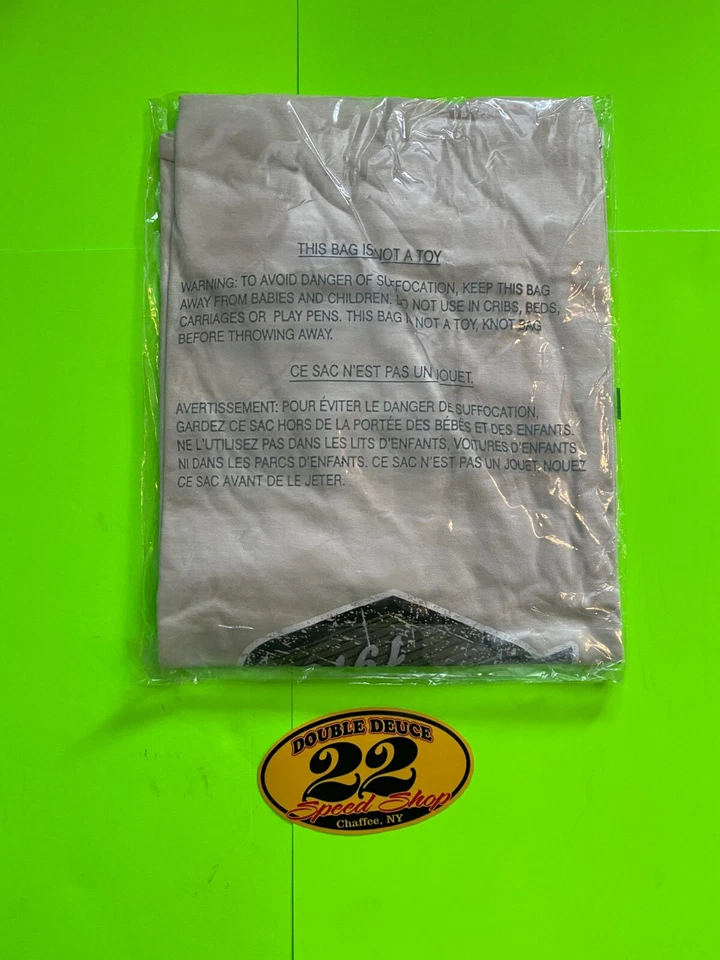 THIS BAG IS NOT A TOY
WARNING: TO AVOID DANGER OF SUFFOCATION, KEEP THIS BAG
AWAY FROM BABIES AND CHILDREN. DO NOT USE IN CRIBS, BEDS,
CARRIAGES OR PLAY PENS. THIS BAG IS NOT A TOY, KNOT BAG
BEFORE THROWING AWAY.
CE SAC N'EST PAS UN JOUET.
AVERTISSEMENT: POUR ÉVITER LE DANGER DE SUFFOCATION,
GARDEZ CE SAC HORS DE LA PORTÉE DES BÉBÉS ET DES ENFANTS.
NE L'UTILISEZ PAS DANS LES LITS D'ENFANTS, VOITURES D'ENFANTS
NI DANS LES PARCS D'ENFANTS. CE SAC N'EST PAS UN JOUET. NOUEZ
CE SAC AVANT DE LE JETER.
DOUBLE DEUCE
22
Speed Shop
Chaffee, NY